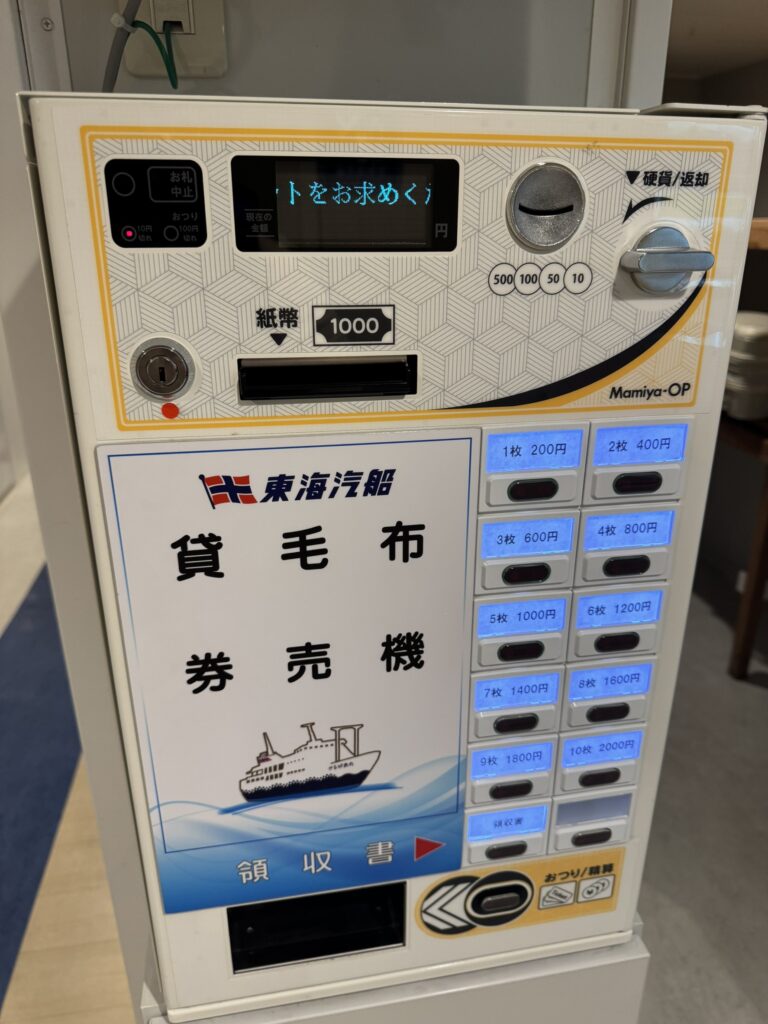 お札
中止
おつり
10円
切れ
100円
切れ
現在の
金額
ットをお求めくだ
円
▼硬貨/返却
500 100 50 10
紙幣
▼
1000
Mamiya-OP
東海汽船
貸毛布
券売機
領収書
1枚 200円
2枚 400円
3枚 600円
4枚 800円
5枚 1000円
6枚 1200円
7枚 1400円
8枚 1600円
9枚 1800円
10枚 2000円
領収書
おつり/精算